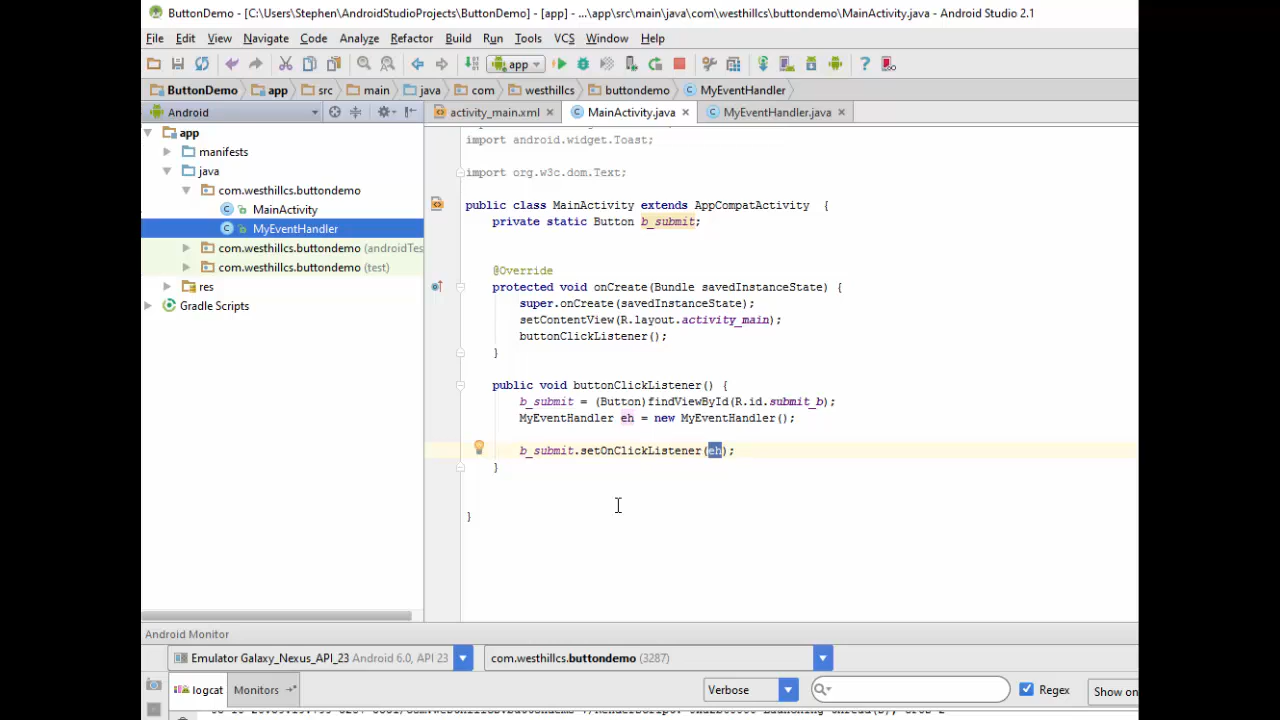 ButtonDemo - [C:\Users\Stephen\AndroidStudioProjects\ButtonDemo] - [app] - ...\app\src\main\java\com\westhillcs\buttondemo\MainActivity.java - Android Studio 2.1
File Edit View Navigate Code Analyze Refactor Build Run Tools VCS Window Help
app
ButtonDemo app src main java com westhillcs buttondemo MyEventHandler
Android
activity_main.xml MainActivity.java MyEventHandler.java
app
manifests
java
com.westhillcs.buttondemo
MainActivity
MyEventHandler
com.westhillcs.buttondemo (androidTes
com.westhillcs.buttondemo (test)
res
Gradle Scripts
import android.widget.Toast;
import org.w3c.dom.Text;
public class MainActivity extends AppCompatActivity {
private static Button b_submit;
@Override
protected void onCreate(Bundle savedInstanceState) {
super.onCreate(savedInstanceState);
setContentView(R.layout.activity_main);
buttonClickListener();
}
public void buttonClickListener() {
b_submit = (Button)findViewById(R.id.submit_b);
MyEventHandler eh = new MyEventHandler();
b_submit.setOnClickListener(eh);
}
}
Android Monitor
Emulator Galaxy_Nexus_API_23 Android 6.0, API 23 com.westhillcs.buttondemo (3287)
logcat Monitors Verbose Regex Show on